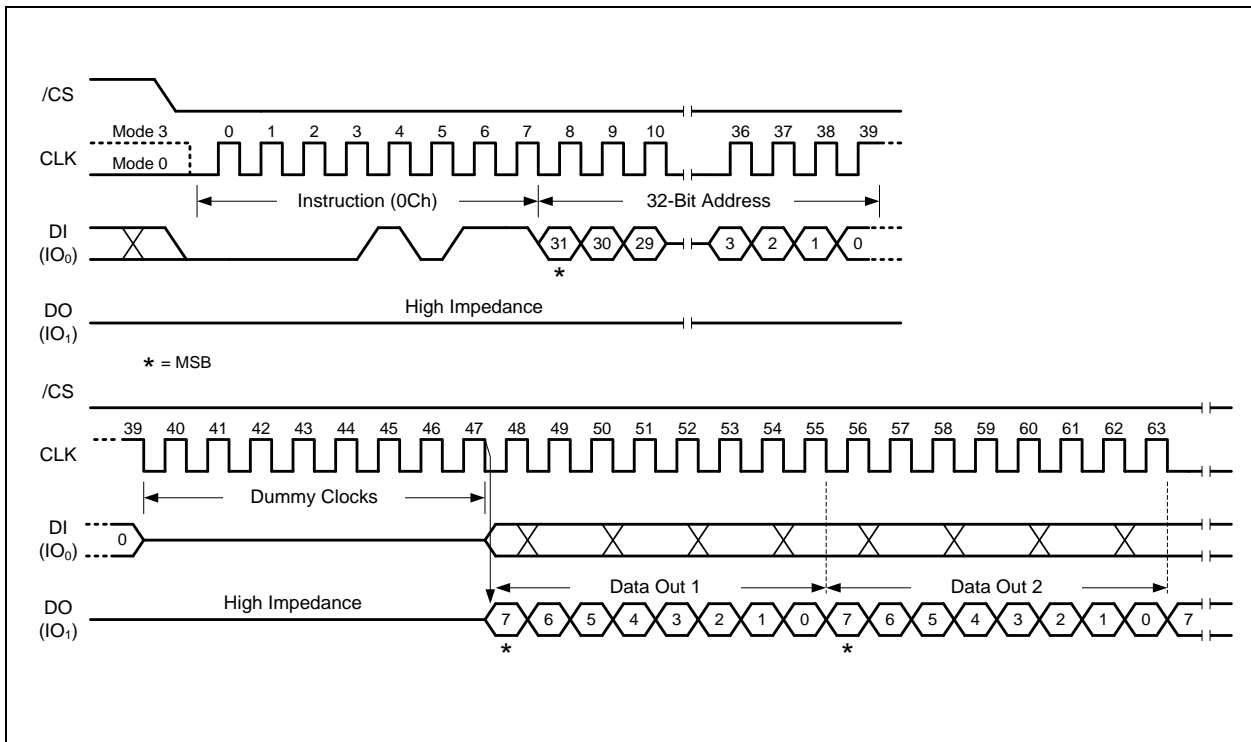 /CS
Mode 3 0 1 2 3 4 5 6 7 8 9 10 36 37 38 39
CLK
Mode 0
Instruction (0Ch) 32-Bit Address
DI
(IO₀)
31 30 29 3 2 1 0
*
DO
(IO₁)
High Impedance
* = MSB
/CS
39 40 41 42 43 44 45 46 47 48 49 50 51 52 53 54 55 56 57 58 59 60 61 62 63
CLK
Dummy Clocks
DI
(IO₀)
0
Data Out 1 Data Out 2
DO
(IO₁)
High Impedance
7 6 5 4 3 2 1 0 7 6 5 4 3 2 1 0 7
* *